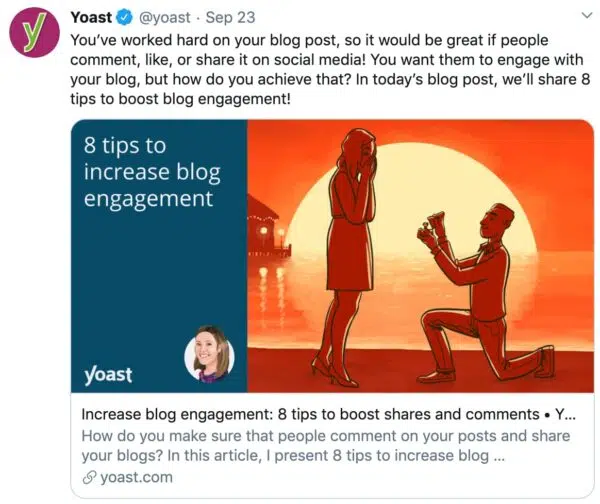 Yoast @yoast · Sep 23
You've worked hard on your blog post, so it would be great if people
comment, like, or share it on social media! You want them to engage with
your blog, but how do you achieve that? In today's blog post, we'll share 8
tips to boost blog engagement!
8 tips to
increase blog
engagement
yoast
Increase blog engagement: 8 tips to boost shares and comments • Y...
How do you make sure that people comment on your posts and share
your blogs? In this article, I present 8 tips to increase blog ...
yoast.com